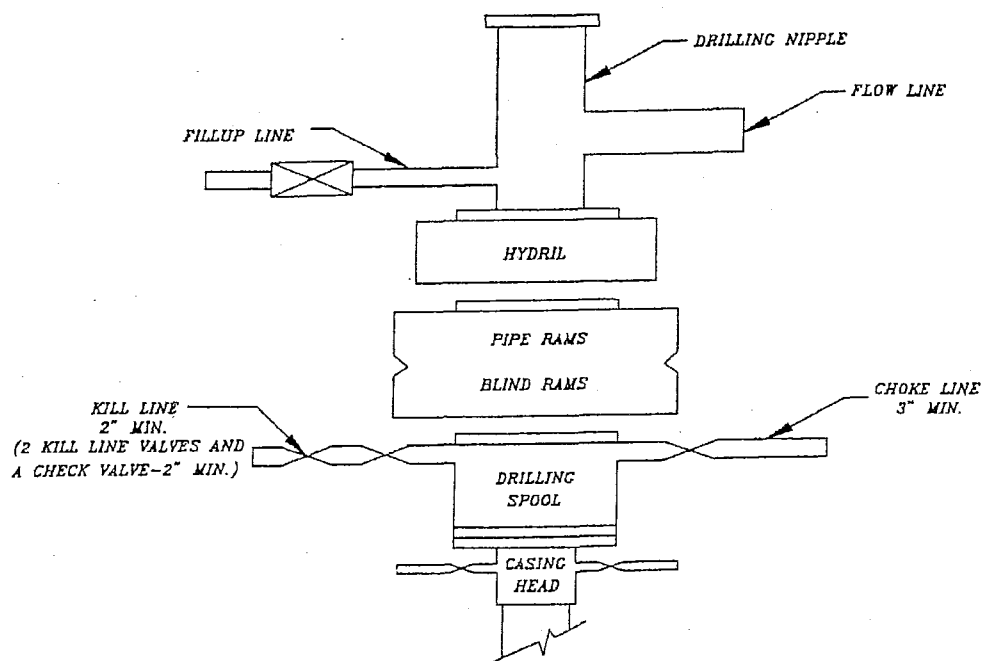 DRILLING NIPPLE
FLOW LINE
FILLUP LINE
HYDRIL
PIPE RAMS
BLIND RAMS
CHOKE LINE
3" MIN.
KILL LINE
2" MIN.
(2 KILL LINE VALVES AND
A CHECK VALVE-2" MIN.)
DRILLING
SPOOL
CASING
HEAD